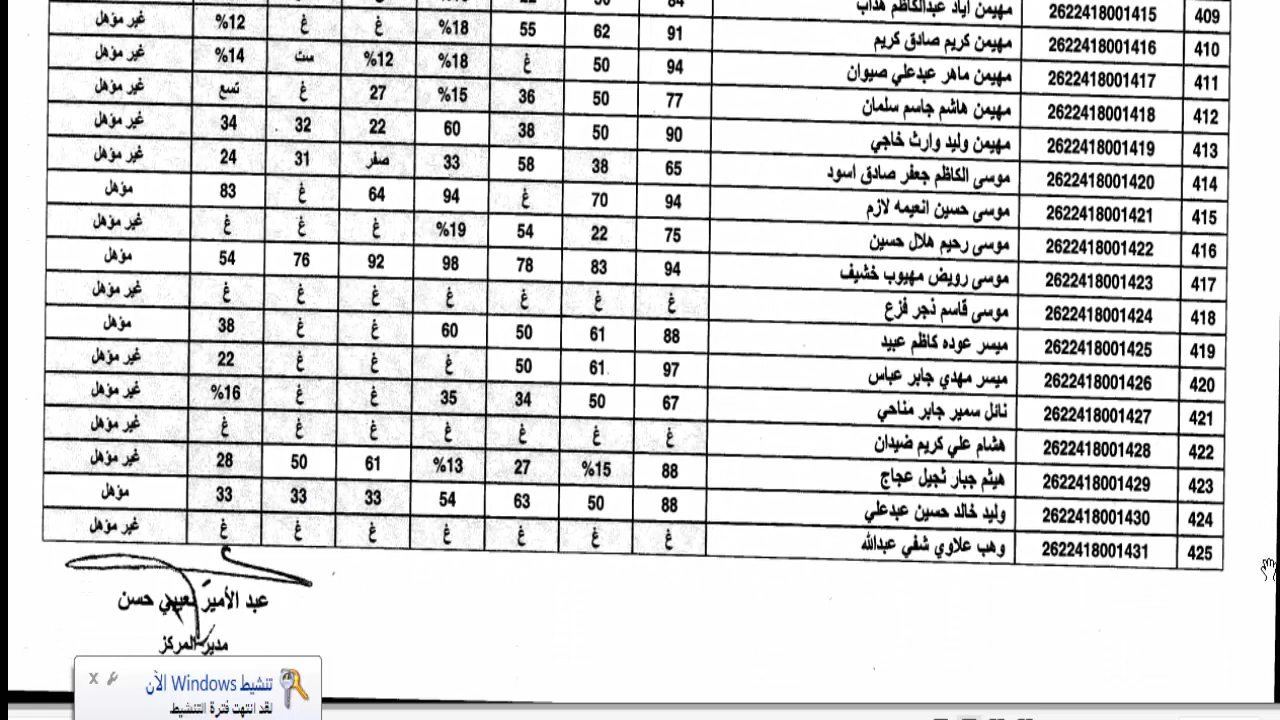 409 2622418001415 مهيمن اياد عبدالكاظم هذاب 84
410 2622418001416 مهيمن كريم صادق كريم 91 62 55 %18 غ غ %12 غير مؤهل
411 2622418001417 مهيمن ماهر عبدعلي صيوان 94 50 غ %18 %12 ست %14 غير مؤهل
412 2622418001418 مهيمن هاشم جاسم سلمان 77 50 36 %15 27 غ تسع غير مؤهل
413 2622418001419 مهيمن وليد وارث خاجي 90 50 38 60 22 32 34 غير مؤهل
414 2622418001420 موسى الكاظم جعفر صادق اسود 65 38 58 33 صفر 31 24 غير مؤهل
415 2622418001421 موسى حسين انعيمه لازم 94 70 غ 94 64 غ 83 مؤهل
416 2622418001422 موسى رحيم هلال حسين 75 22 54 %19 غ غ غ غير مؤهل
417 2622418001423 موسى رويض مهيوب خشيف 94 83 78 98 92 76 54 مؤهل
418 2622418001424 موسى قاسم ذجر فزع غ غ غ غ غ غ غ غير مؤهل
419 2622418001425 ميسر عوده كاظم عبيد 88 61 50 60 غ غ 38 مؤهل
420 2622418001426 ميسر مهدي جابر عباس 97 61 50 غ غ غ 22 غير مؤهل
421 2622418001427 نائل سمير جابر مناحي 67 50 34 35 غ غ %16 غير مؤهل
422 2622418001428 هشام علي كريم ضيدان غ غ غ غ غ غ غ غير مؤهل
423 2622418001429 هيثم جبار ثجيل عجاج 88 %15 27 %13 61 50 28 غير مؤهل
424 2622418001430 وليد خالد حسين عبدعلي 88 50 63 54 33 33 33 مؤهل
425 2622418001431 وهب علاوي شفي عبدالله غ غ غ غ غ غ غ غير مؤهل
عبد الأمير حسن
مدير المركز
تنشيط Windows الآن
لقد انتهت فترة التنشيط